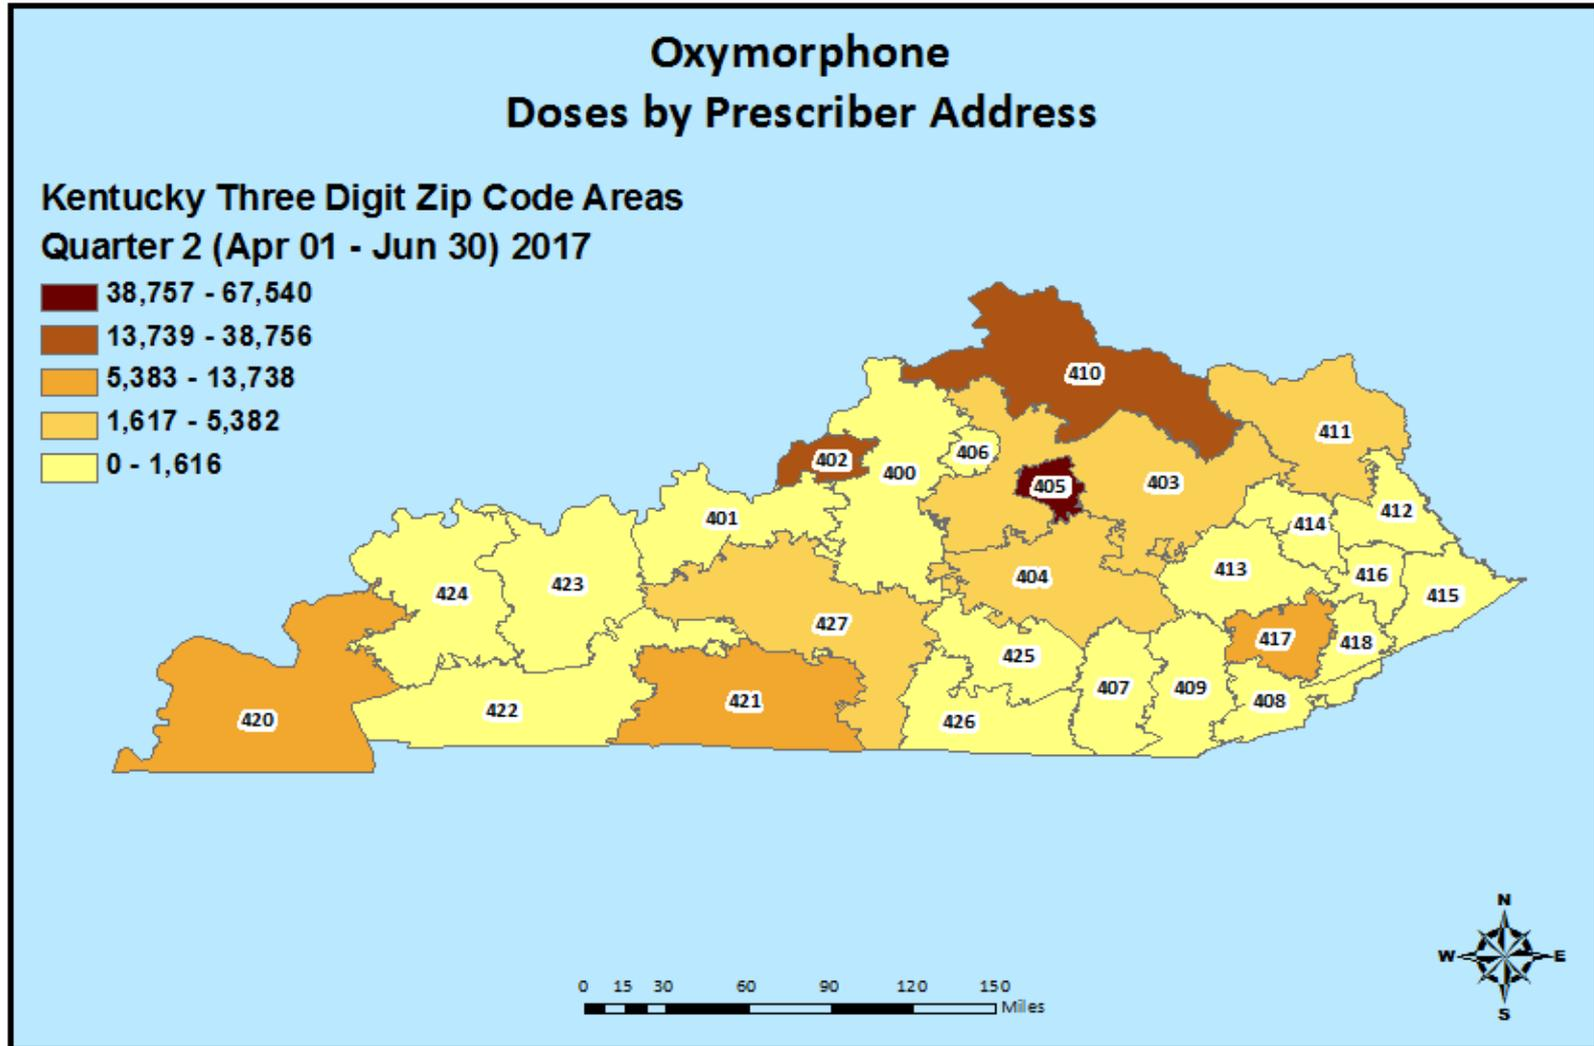 Oxymorphone
Doses by Prescriber Address
Kentucky Three Digit Zip Code Areas
Quarter 2 (Apr 01 - Jun 30) 2017
38,757 - 67,540
13,739 - 38,756
5,383 - 13,738
1,617 - 5,382
0 - 1,616
410
411
402
406
400
405
403
401
412
414
413
416
404
424
423
415
427
417
418
425
407
409
408
421
422
420
426
N
W
E
S
0 15 30 60 90 120 150
Miles